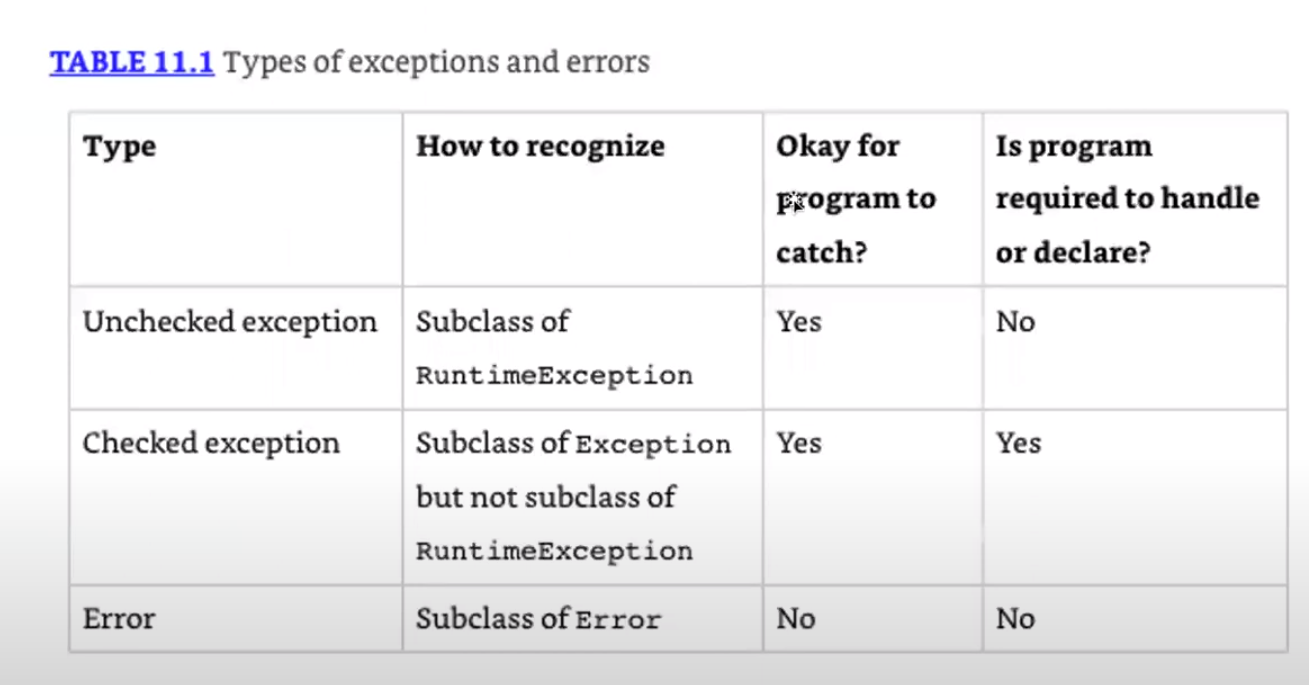 TABLE 11.1 Types of exceptions and errors
Type
How to recognize
Okay for
program to
catch?
Is program
required to handle
or declare?
Unchecked exception
Subclass of
RuntimeException
Yes
No
Checked exception
Subclass of Exception
but not subclass of
RuntimeException
Yes
Yes
Error
Subclass of Error
No
No